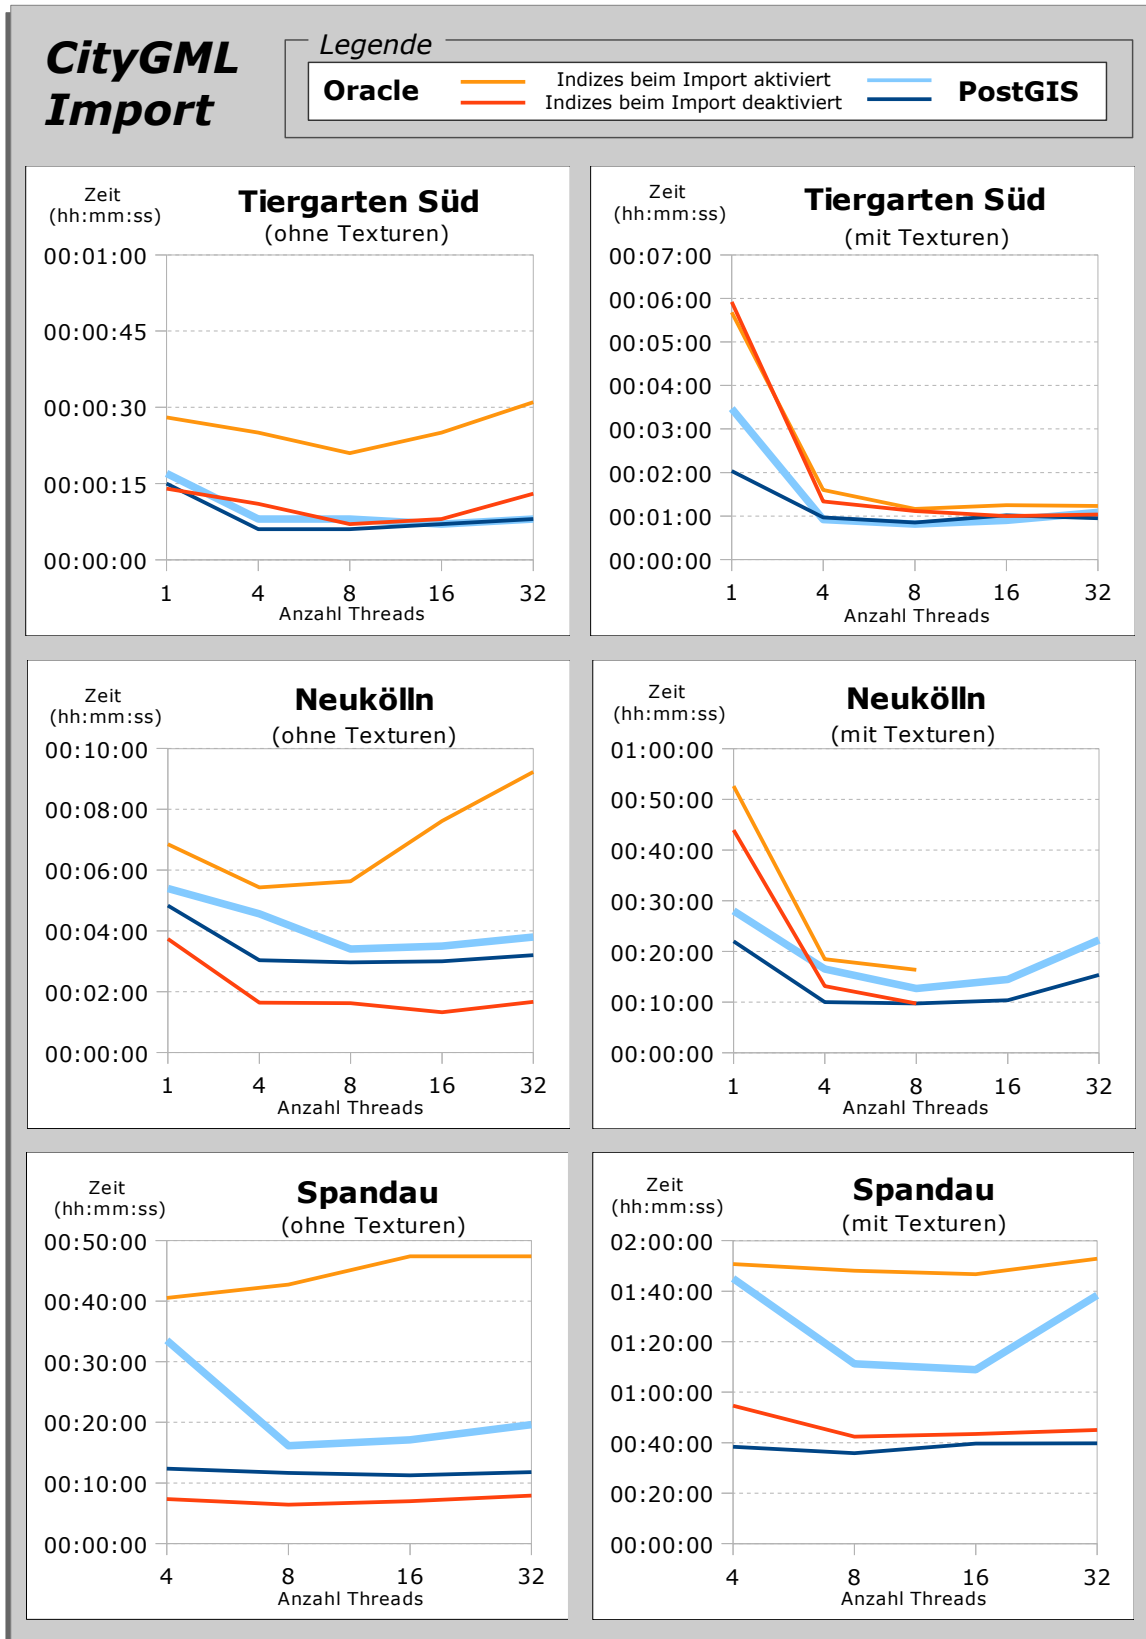 CityGML
Import
Legende
Oracle
Indizes beim Import aktiviert
Indizes beim Import deaktiviert
PostGIS
Zeit
(hh:mm:ss)
Tiergarten Süd
(ohne Texturen)
00:01:00
00:00:45
00:00:30
00:00:15
00:00:00
1 4 8 16 32
Anzahl Threads
Zeit
(hh:mm:ss)
Tiergarten Süd
(mit Texturen)
00:07:00
00:06:00
00:05:00
00:04:00
00:03:00
00:02:00
00:01:00
00:00:00
1 4 8 16 32
Anzahl Threads
Zeit
(hh:mm:ss)
Neukölln
(ohne Texturen)
00:10:00
00:08:00
00:06:00
00:04:00
00:02:00
00:00:00
1 4 8 16 32
Anzahl Threads
Zeit
(hh:mm:ss)
Neukölln
(mit Texturen)
01:00:00
00:50:00
00:40:00
00:30:00
00:20:00
00:10:00
00:00:00
1 4 8 16 32
Anzahl Threads
Zeit
(hh:mm:ss)
Spandau
(ohne Texturen)
00:50:00
00:40:00
00:30:00
00:20:00
00:10:00
00:00:00
4 8 16 32
Anzahl Threads
Zeit
(hh:mm:ss)
Spandau
(mit Texturen)
02:00:00
01:40:00
01:20:00
01:00:00
00:40:00
00:20:00
00:00:00
4 8 16 32
Anzahl Threads